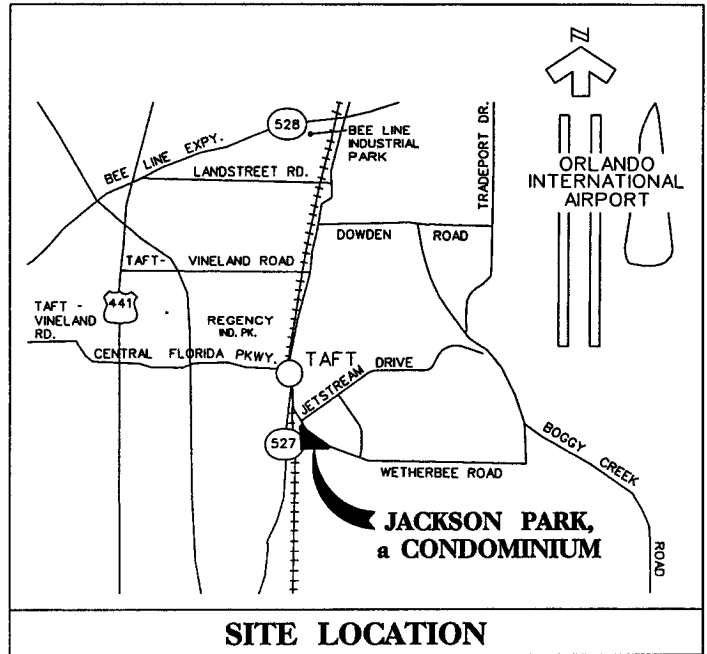 N
528
BEE LINE EXPY.
BEE LINE
INDUSTRIAL
PARK
LANDSTREET RD.
TRADEPORT DR.
ORLANDO
INTERNATIONAL
AIRPORT
DOWDEN ROAD
TAFT- VINELAND ROAD
441
TAFT -
VINELAND
RD.
REGENCY
IND. PK.
CENTRAL FLORIDA PKWY.
TAFT
JETSTREAM DRIVE
527
WETHERBEE ROAD
BOGGY CREEK
ROAD
JACKSON PARK,
a CONDOMINIUM
SITE LOCATION